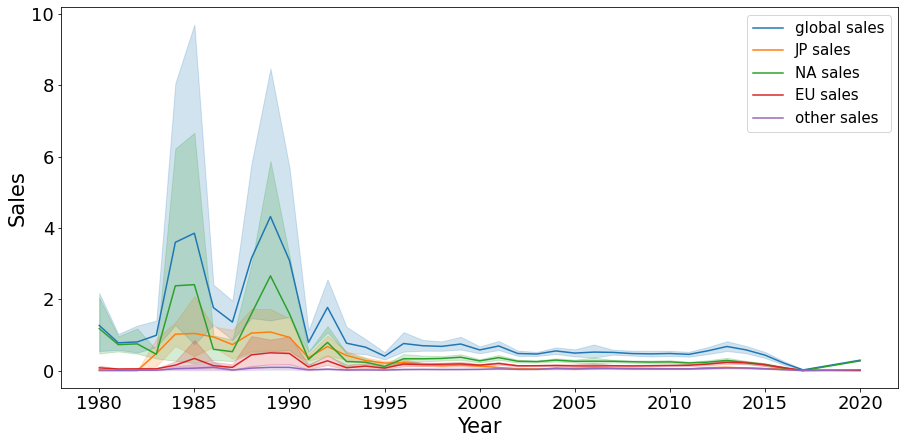 10
8
6
4
2
0
Sales
1980
1985
1990
1995
2000
2005
2010
2015
2020
Year
global sales
JP sales
NA sales
EU sales
other sales